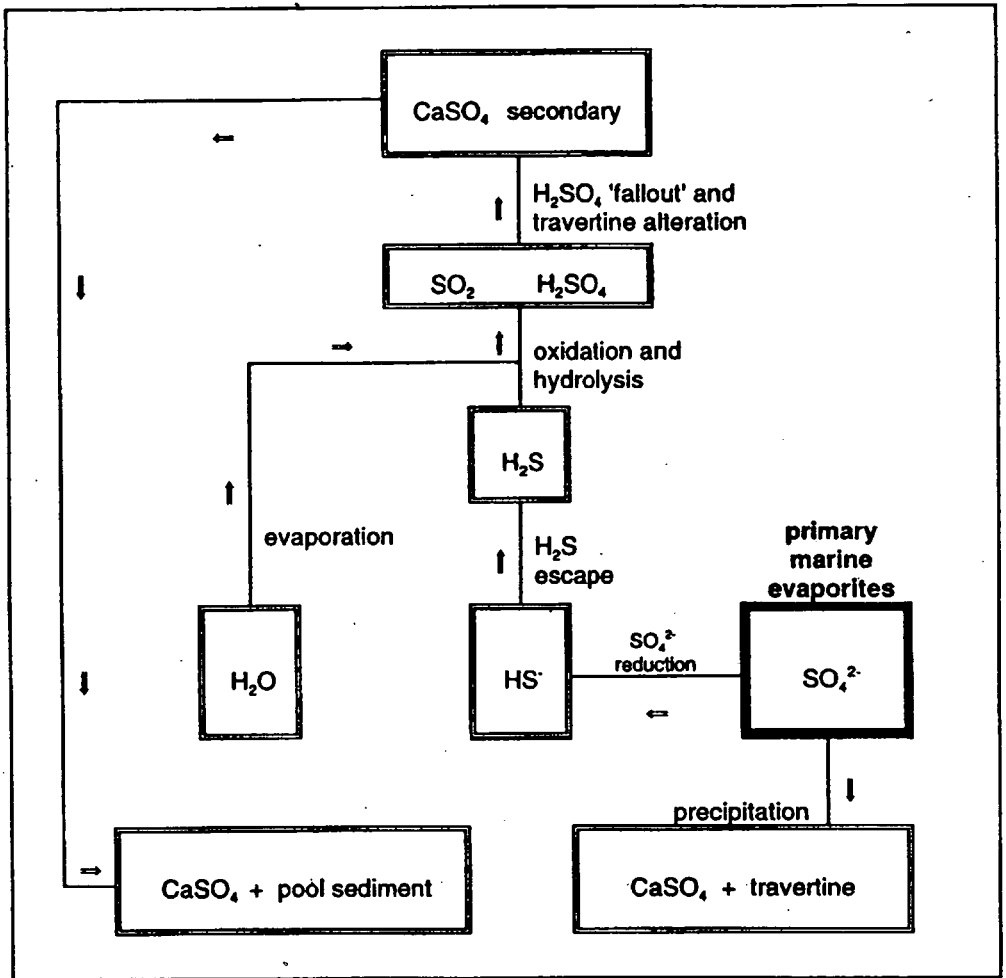 CaSO₄ secondary
H₂SO₄ 'fallout' and
travertine alteration
SO₂ H₂SO₄
oxidation and
hydrolysis
H₂S
evaporation
H₂S
escape
primary
marine
evaporites
H₂O
HS⁻
SO₄²⁻
reduction
SO₄²⁻
precipitation
CaSO₄ + pool sediment
CaSO₄ + travertine